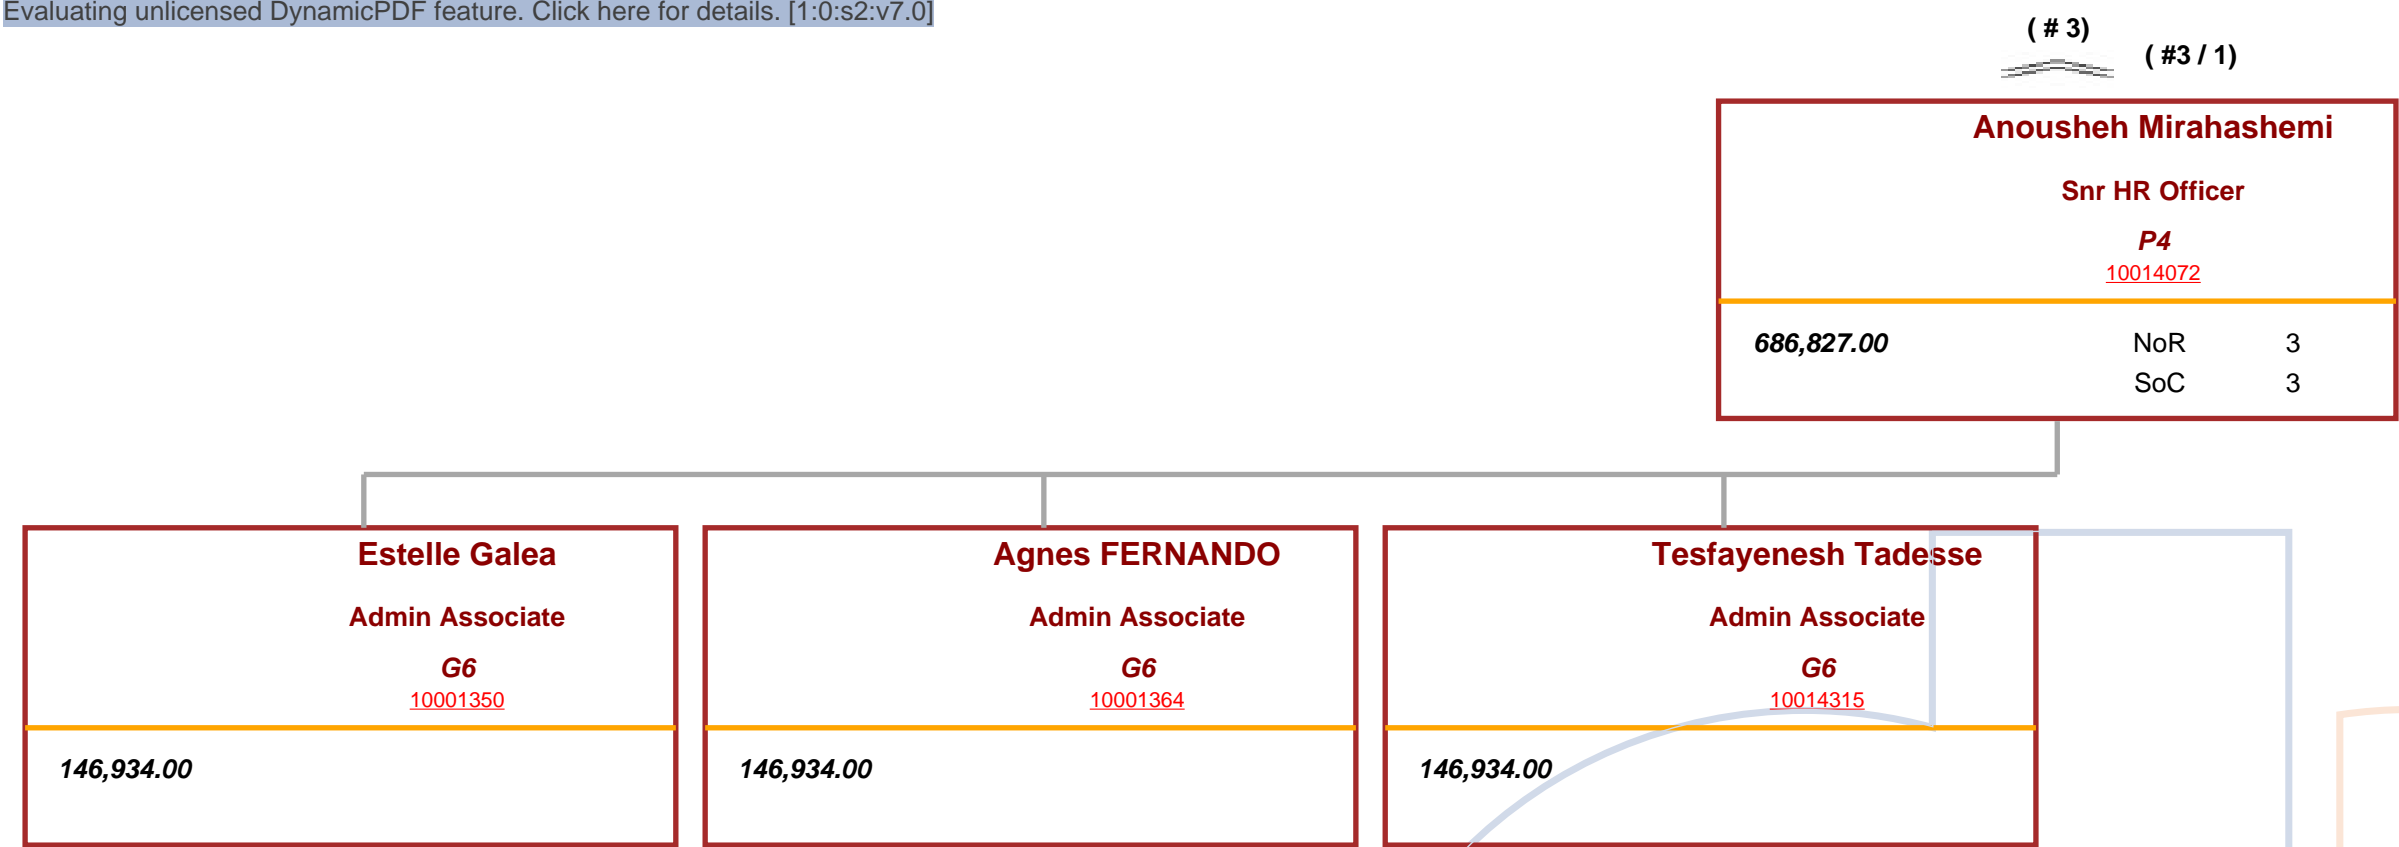 Evaluating unlicensed DynamicPDF feature. Click here for details. [1:0:s2:v7.0]
( # 3)
( #3 / 1)
Anousheh Mirahashemi
Snr HR Officer
P4
10014072
686,827.00 NoR 3
SoC 3
Estelle Galea
Admin Associate
G6
10001350
146,934.00
Agnes FERNANDO
Admin Associate
G6
10001364
146,934.00
Tesfayenesh Tadesse
Admin Associate
G6
10014315
146,934.00